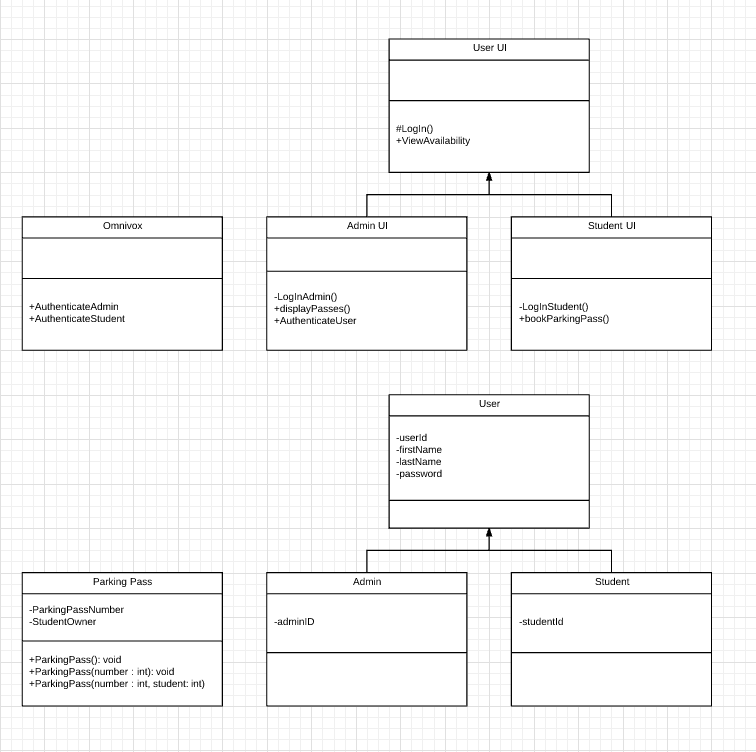 User UI
#LogIn()
+ViewAvailability
Omnivox
+AuthenticateAdmin
+AuthenticateStudent
Admin UI
-LogInAdmin()
+displayPasses()
+AuthenticateUser
Student UI
-LogInStudent()
+bookParkingPass()
User
-userId
-firstName
-lastName
-password
Parking Pass
-ParkingPassNumber
-StudentOwner
+ParkingPass(): void
+ParkingPass(number : int): void
+ParkingPass(number : int, student: int)
Admin
-adminID
Student
-studentId